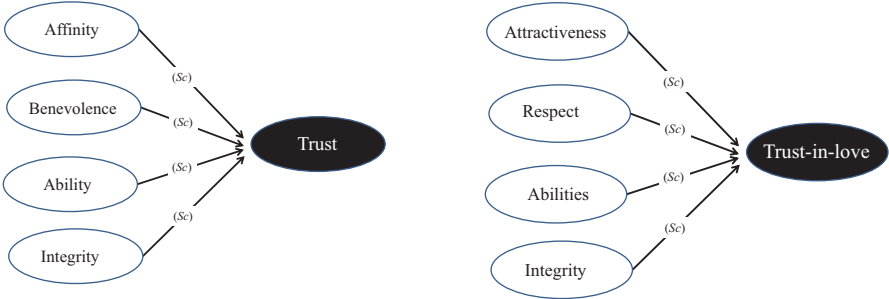 Affinity
(Sc)
Benevolence
(Sc)
Trust
(Sc)
Ability
(Sc)
Integrity
Attractiveness
(Sc)
Respect
(Sc)
Trust-in-love
(Sc)
Abilities
(Sc)
Integrity